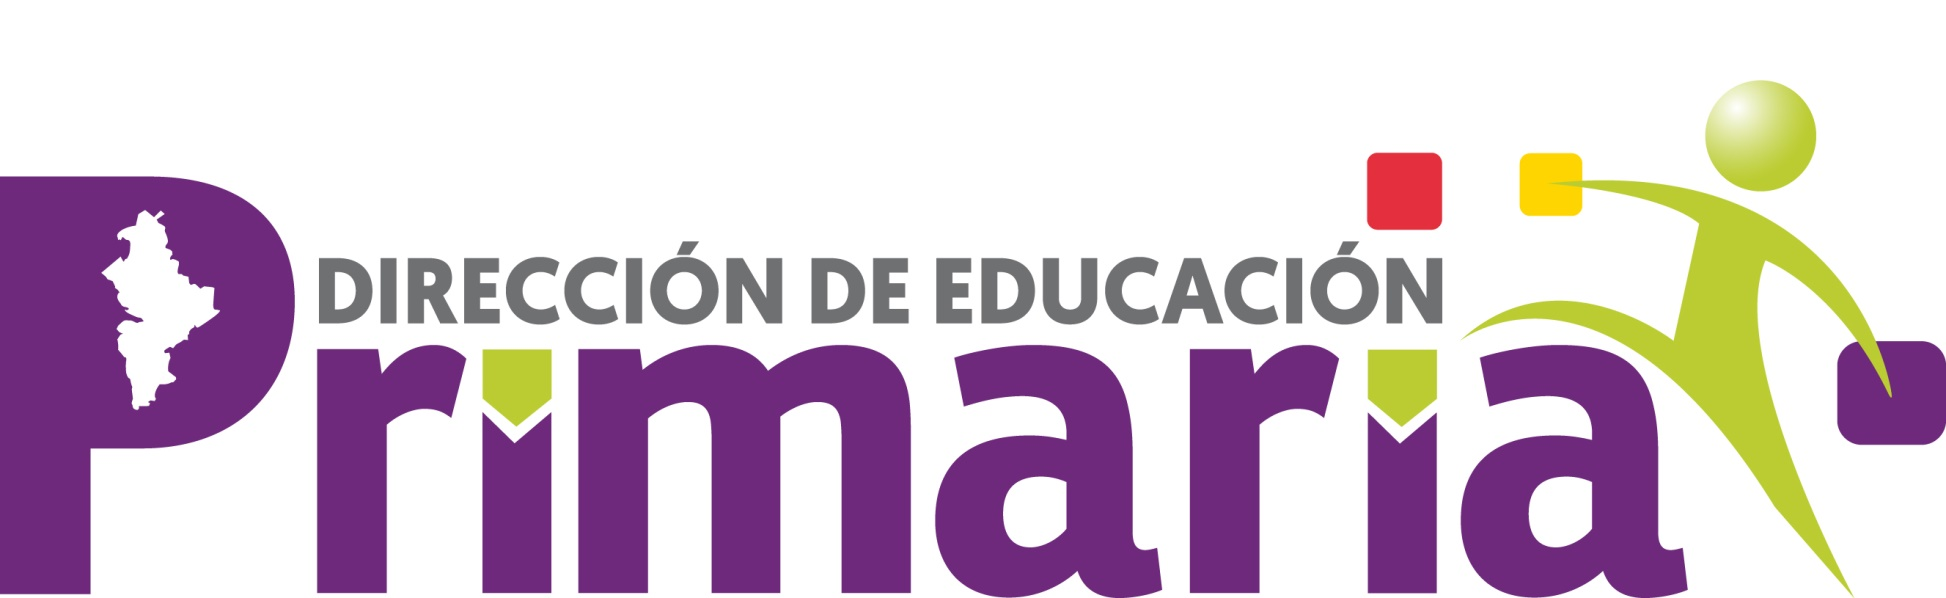 DIRECCIÓN DE EDUCACIÓN
Primaria